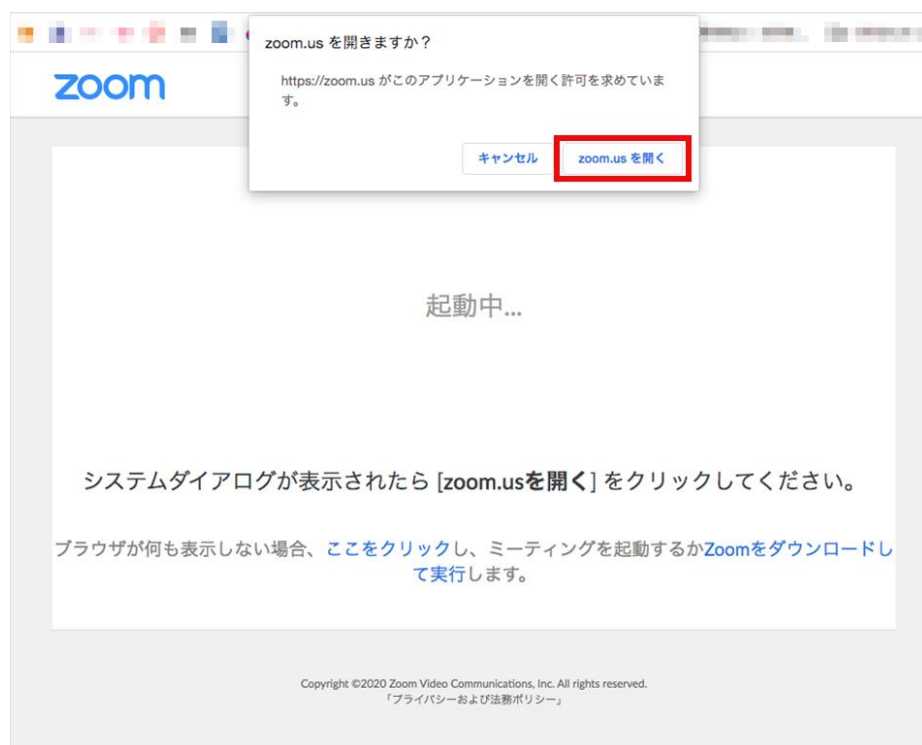 zoom.us を開きますか？
https://zoom.us がこのアプリケーションを開く許可を求めていま
す。
キャンセル
zoom.us を開く
zoom
起動中...
システムダイアログが表示されたら [zoom.usを開く] をクリックしてください。
ブラウザが何も表示しない場合、ここをクリックし、ミーティングを起動するかZoomをダウンロードし
て実行します。
Copyright ©2020 Zoom Video Communications, Inc. All rights reserved.
「プライバシーおよび法務ポリシー」